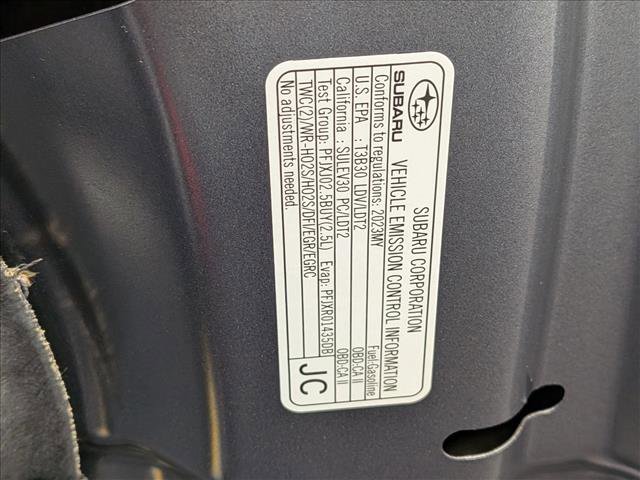 SUBARU CORPORATION
SUBARU VEHICLE EMISSION CONTROL INFORMATION
Conforms to regulations: 2023MY Fuel:Gasoline
U.S. EPA : T3B30 LDV/LDT2 OBD:CA II
California : SULEV30 PC/LDT2 OBD:CA II
Test Group: PFJXJ02.5BUY(2.5L) Evap: PFJXR01435DB
TWC(2)/WR-HO2S/HO2S/DFI/EGR/EGRC
No adjustments needed.
JC